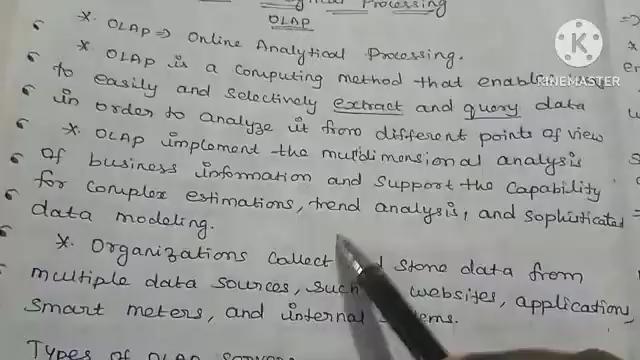 Processing
OLAP
* OLAP ⇒ Online Analytical Processing.
* OLAP is a computing method that enables
to easily and selectively extract and query data
in order to analyze it from different points of view
* OLAP implement the multidimensional analysis
of business information and support the capability
for complex estimations, trend analysis, and sophisticated
data modeling.
* Organizations collect store data from
multiple data sources, such websites, applications,
smart meters, and internal
Types of OLAP
KINEMASTER